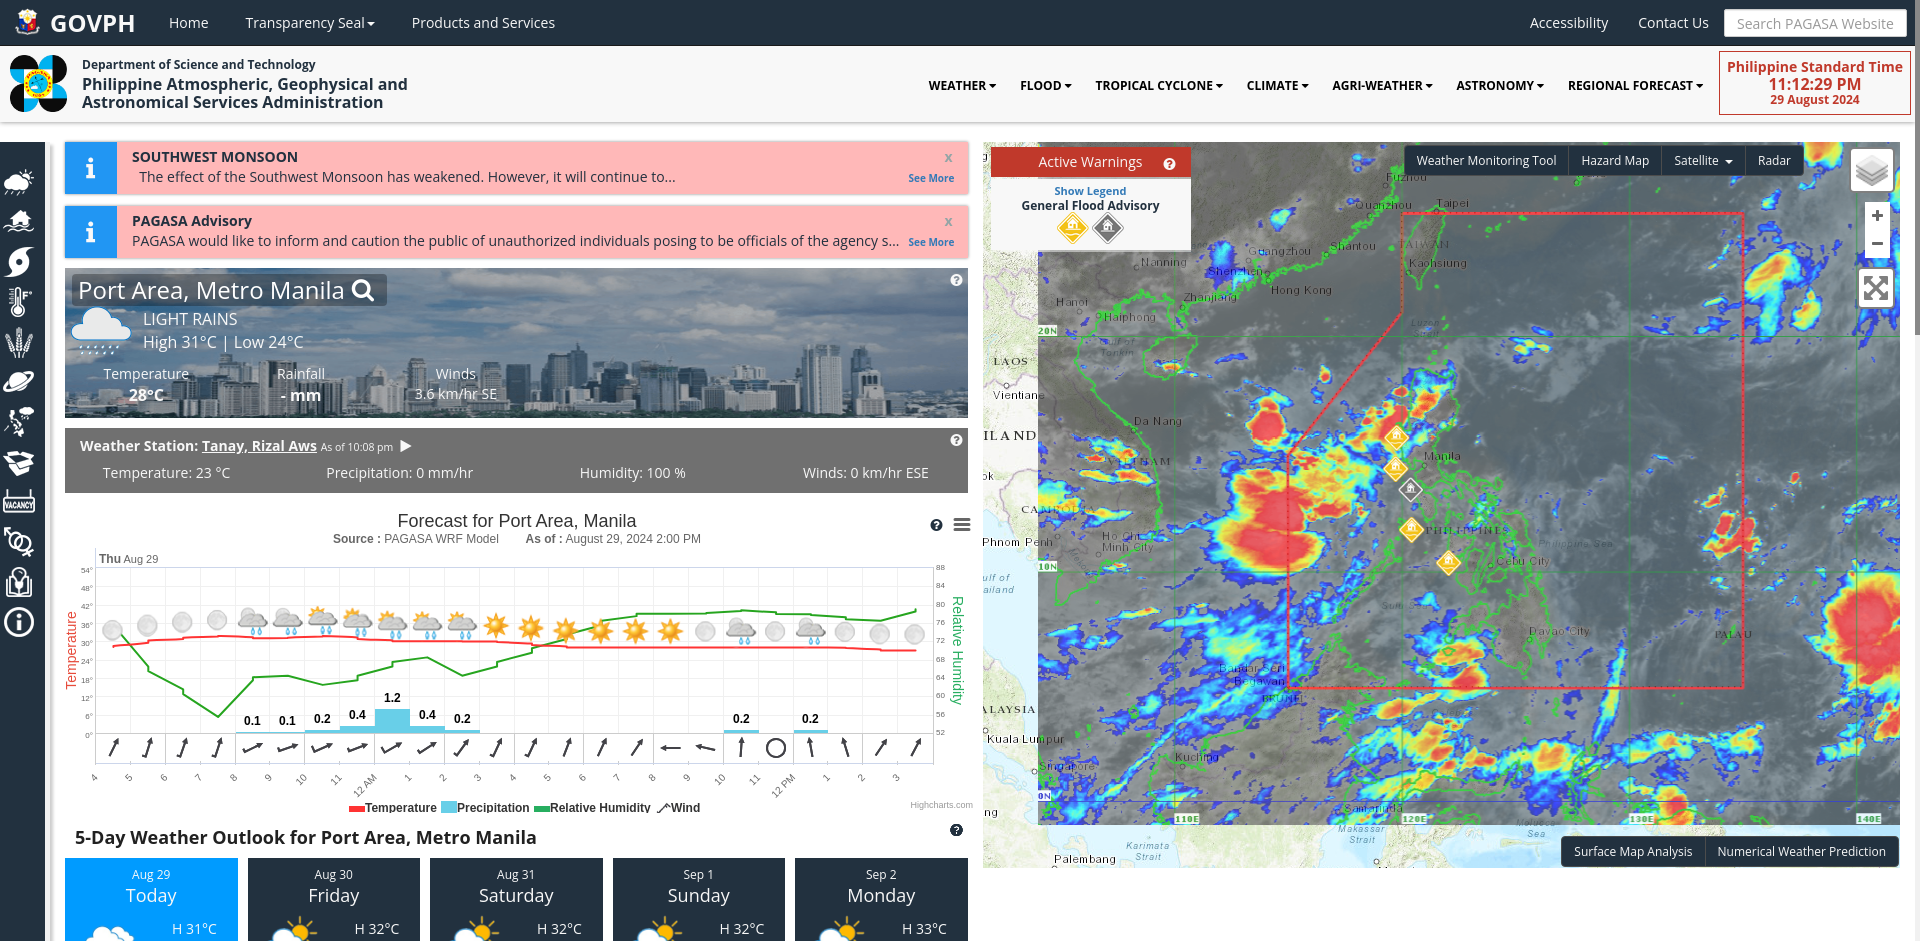 GOVPH
Home
Transparency Seal
Products and Services
Accessibility
Contact Us
Search PAGASA Website
Department of Science and Technology
Philippine Atmospheric, Geophysical and
Astronomical Services Administration
WEATHER
FLOOD
TROPICAL CYCLONE
CLIMATE
AGRI-WEATHER
ASTRONOMY
REGIONAL FORECAST
Philippine Standard Time
11:12:29 PM
29 August 2024
SOUTHWEST MONSOON
x
The effect of the Southwest Monsoon has weakened. However, it will continue to...
See More
PAGASA Advisory
x
PAGASA would like to inform and caution the public of unauthorized individuals posing to be officials of the agency s...
See More
VACANCY
Port Area, Metro Manila
LIGHT RAINS
High 31°C | Low 24°C
Temperature
Rainfall
Winds
28°C
- mm
3.6 km/hr SE
Weather Station: Tanay, Rizal Aws As of 10:08 pm
Temperature: 23 °C
Precipitation: 0 mm/hr
Humidity: 100 %
Winds: 0 km/hr ESE
Forecast for Port Area, Manila
Source : PAGASA WRF Model As of : August 29, 2024 2:00 PM
Thu Aug 29
54°
48°
42°
36°
30°
24°
18°
12°
6°
0°
Temperature
88
84
80
76
72
68
64
60
56
52
Relative Humidity
0.1
0.1
0.2
0.4
1.2
0.4
0.2
0.2
0.2
4
5
6
7
8
9
10
11
12 AM
1
2
3
4
5
6
7
8
9
10
11
12 PM
1
2
3
Temperature
Precipitation
Relative Humidity
Wind
Highcharts.com
5-Day Weather Outlook for Port Area, Metro Manila
Aug 29
Today
H 31°C
Aug 30
Friday
H 32°C
Aug 31
Saturday
H 32°C
Sep 1
Sunday
H 32°C
Sep 2
Monday
H 33°C
Active Warnings
Show Legend
General Flood Advisory
Weather Monitoring Tool
Hazard Map
Satellite
Radar
+
−
Fuzhou
Quanzhou
Taipei
Guangzhou
Shantou
TAIWAN
Nanning
Shenzhen
Kaohsiung
Hong Kong
Zhanjiang
Hanoi
Haiphong
Luzon
20N
Gulf of
Tonkin
LAOS
Vientiane
Da Nang
ILAND
Manila
VIETNAM
ok
CAMBODIA
PHILIPPINES
Ho Chi
Minh City
Phnom Penh
Philippine Sea
Cebu City
10N
ulf of
ailand
Sulu Sea
Davao City
PALAU
Bandar Seri
Begawan
BRUNEI
ALAYSIA
Kuala Lumpur
Kuching
Singapore
0N
ng
Samarinda
110E
120E
130E
140E
Makassar
Strait
Molucca
Sea
Karimata
Strait
Palembang
Surface Map Analysis
Numerical Weather Prediction